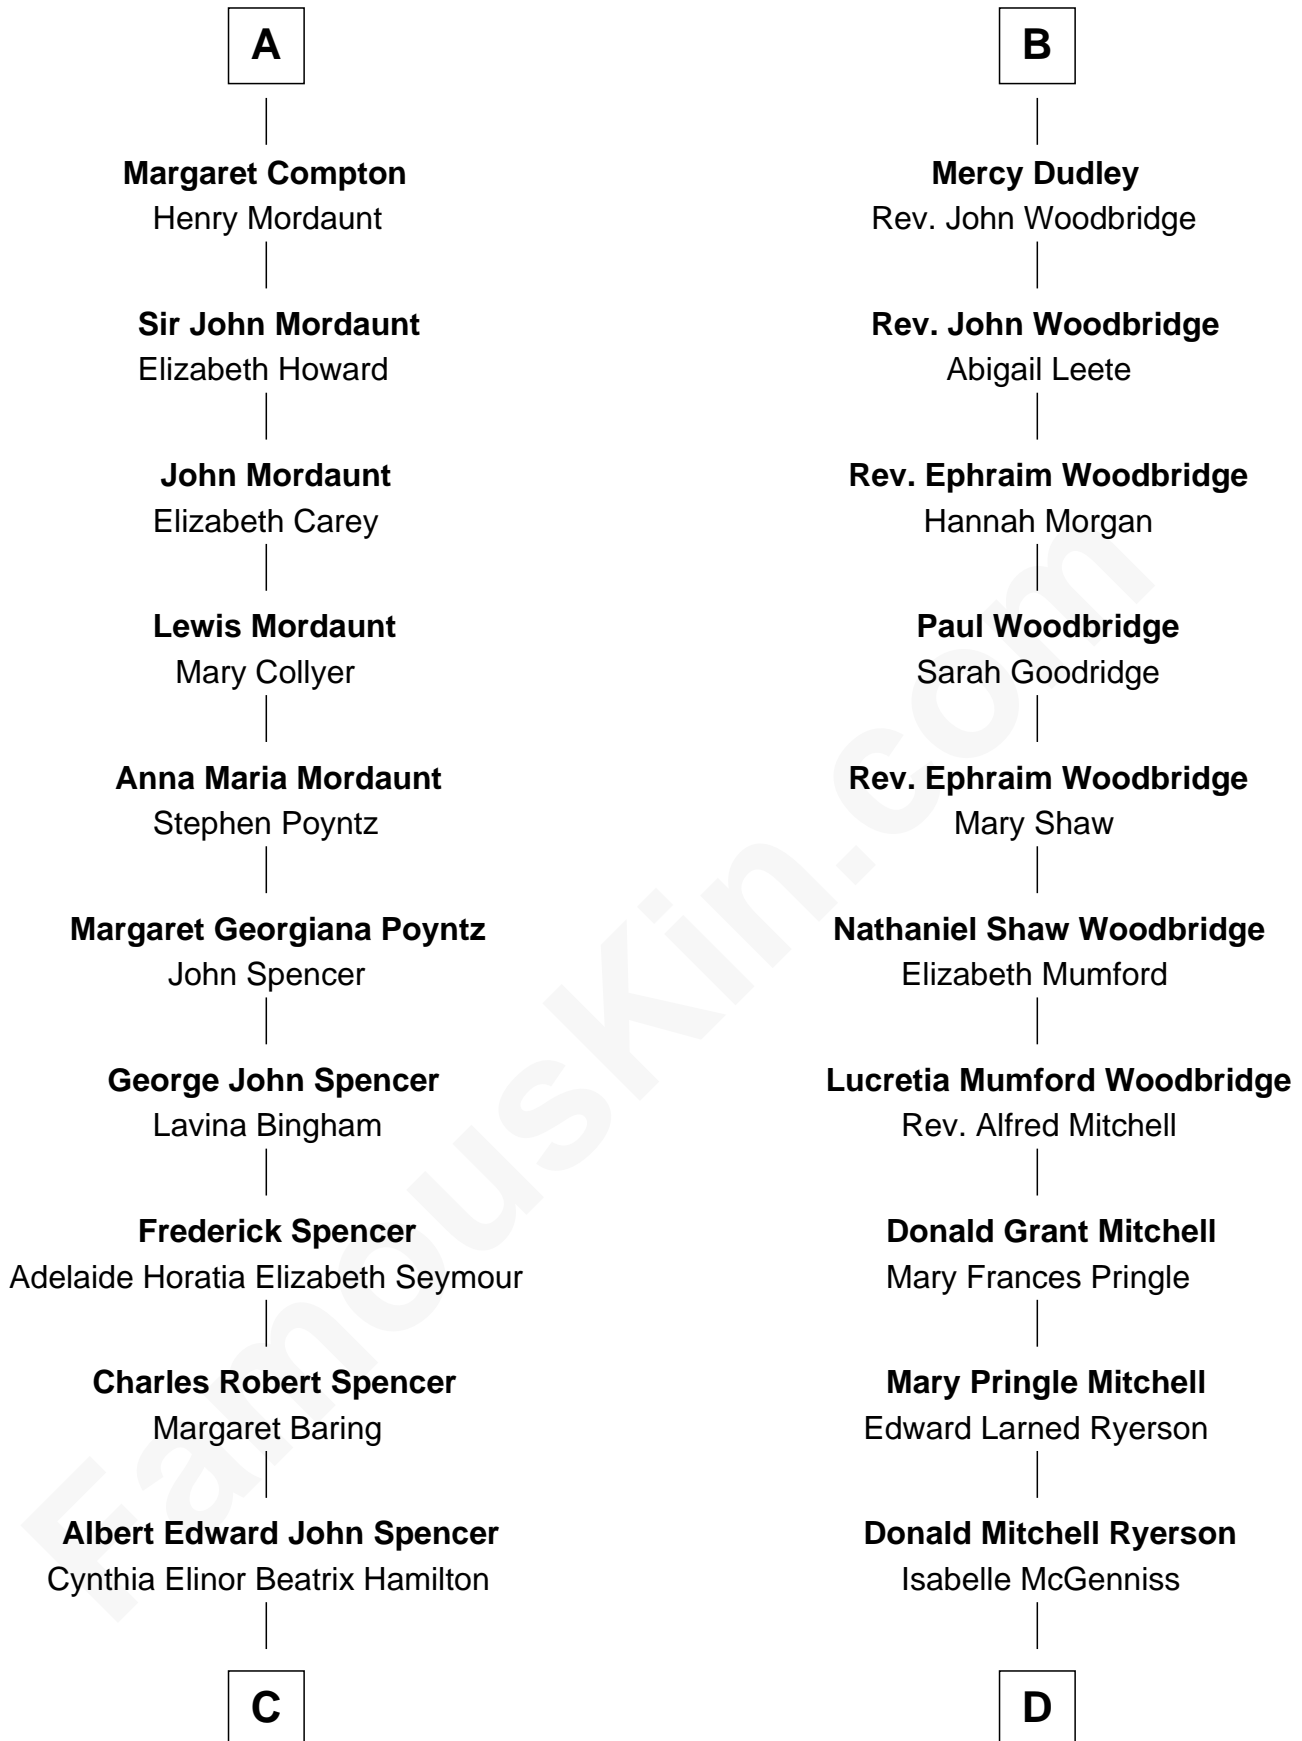 A
Margaret Compton
Henry Mordaunt
Sir John Mordaunt
Elizabeth Howard
John Mordaunt
Elizabeth Carey
Lewis Mordaunt
Mary Collyer
Anna Maria Mordaunt
Stephen Poyntz
Margaret Georgiana Poyntz
John Spencer
George John Spencer
Lavina Bingham
Frederick Spencer
Adelaide Horatia Elizabeth Seymour
Charles Robert Spencer
Margaret Baring
Albert Edward John Spencer
Cynthia Elinor Beatrix Hamilton
C
B
Mercy Dudley
Rev. John Woodbridge
Rev. John Woodbridge
Abigail Leete
Rev. Ephraim Woodbridge
Hannah Morgan
Paul Woodbridge
Sarah Goodridge
Rev. Ephraim Woodbridge
Mary Shaw
Nathaniel Shaw Woodbridge
Elizabeth Mumford
Lucretia Mumford Woodbridge
Rev. Alfred Mitchell
Donald Grant Mitchell
Mary Frances Pringle
Mary Pringle Mitchell
Edward Larned Ryerson
Donald Mitchell Ryerson
Isabelle McGenniss
D
FamousKin.com